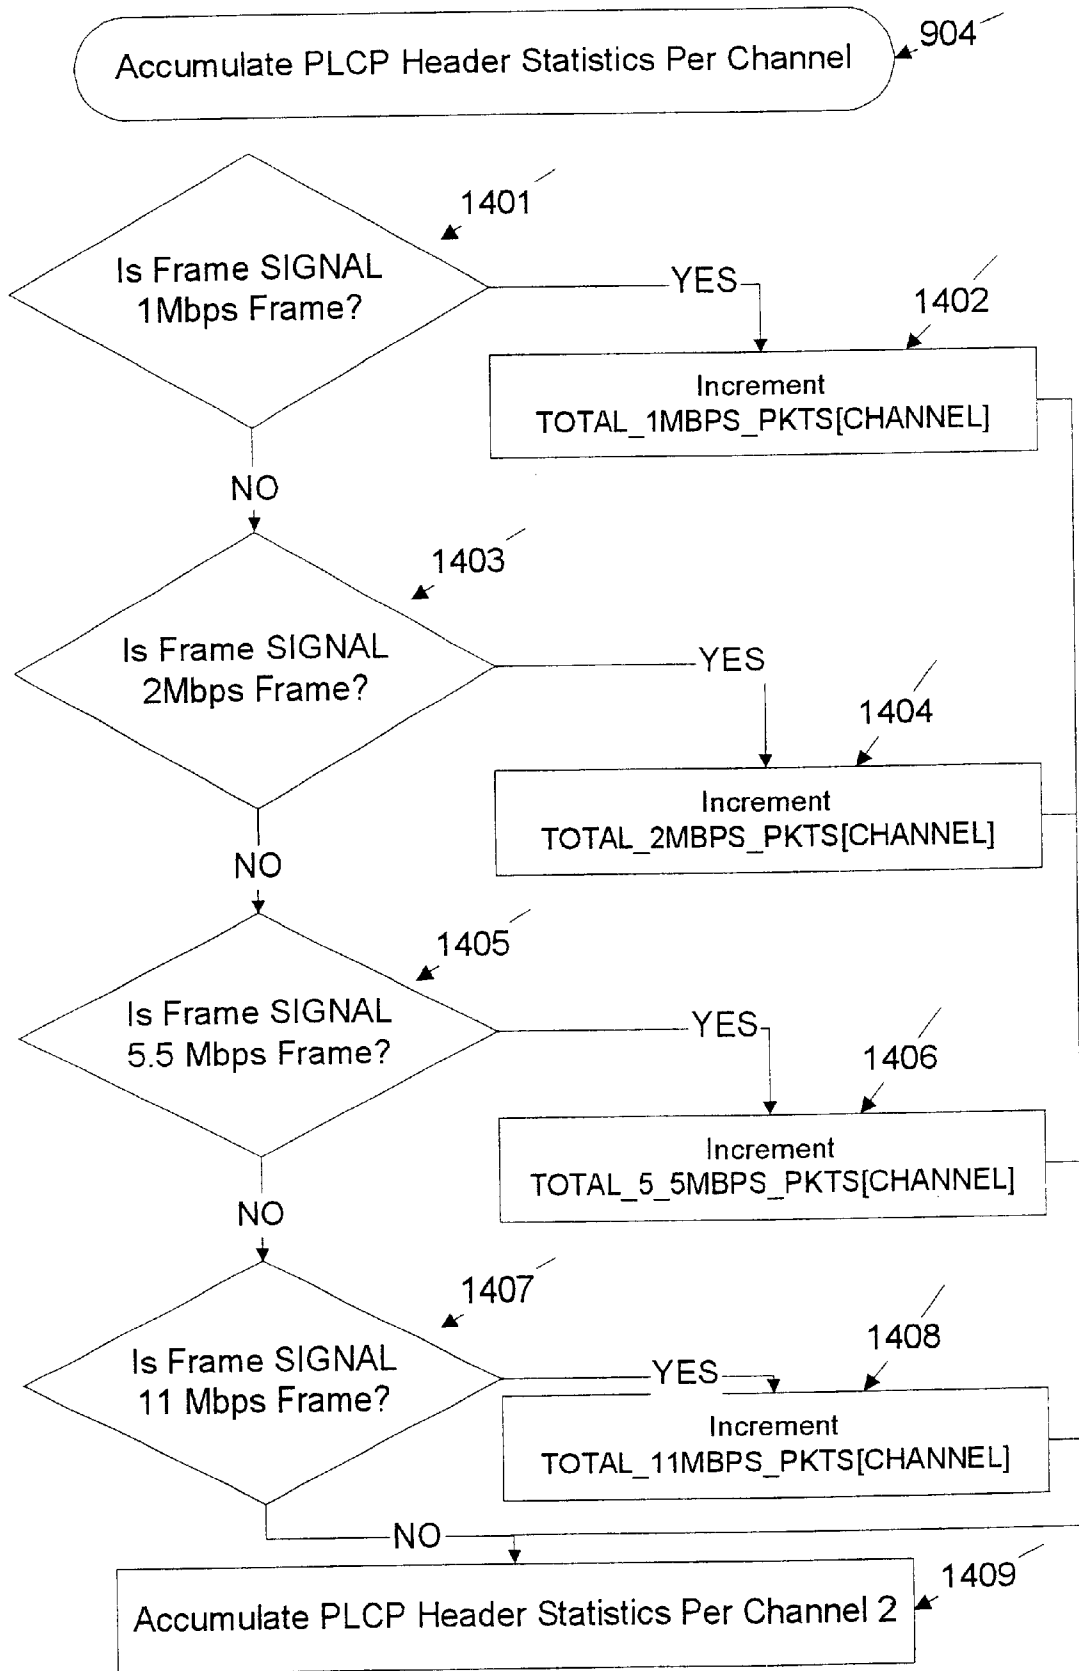 Accumulate PLCP Header Statistics Per Channel
904
1401
Is Frame SIGNAL
1Mbps Frame?
YES
1402
Increment
TOTAL_1MBPS_PKTS[CHANNEL]
NO
1403
Is Frame SIGNAL
2Mbps Frame?
YES
1404
Increment
TOTAL_2MBPS_PKTS[CHANNEL]
NO
1405
Is Frame SIGNAL
5.5 Mbps Frame?
YES
1406
Increment
TOTAL_5_5MBPS_PKTS[CHANNEL]
NO
1407
Is Frame SIGNAL
11 Mbps Frame?
YES
1408
Increment
TOTAL_11MBPS_PKTS[CHANNEL]
NO
1409
Accumulate PLCP Header Statistics Per Channel 2